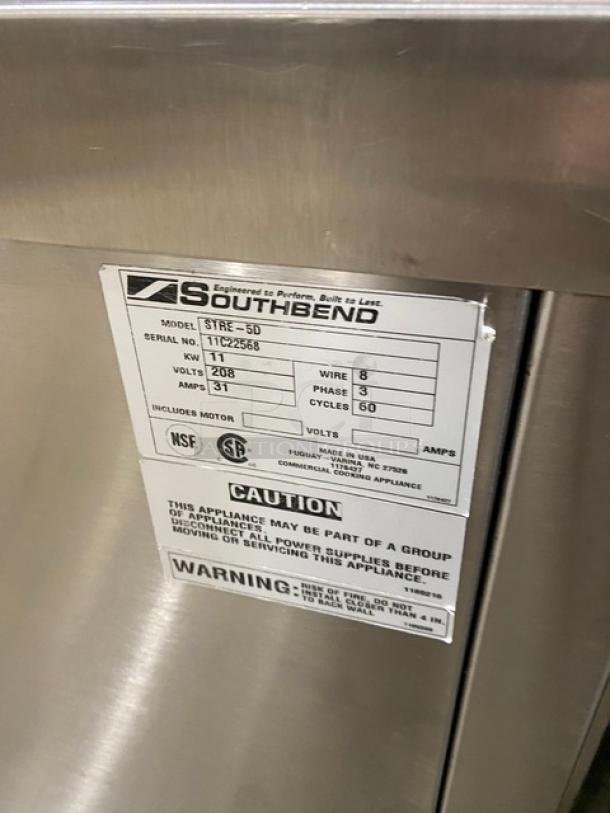 Engineered to Perform, Built to Last.
SOUTHBEND
MODEL STRE-5D
SERIAL NO. 11C22568
KW 11
VOLTS 208 WIRE 8
AMPS 31 PHASE 3
CYCLES 60
INCLUDES MOTOR VOLTS AMPS
NSF SA
MADE IN USA
FUQUAY-VARINA, NC 27526
1176427
COMMERCIAL COOKING APPLIANCE
1176427
CAUTION
THIS APPLIANCE MAY BE PART OF A GROUP
OF APPLIANCES.
DISCONNECT ALL POWER SUPPLIES BEFORE
MOVING OR SERVICING THIS APPLIANCE.
WARNING: RISK OF FIRE, DO NOT
INSTALL CLOSER THAN 4 IN.
TO BACK WALL